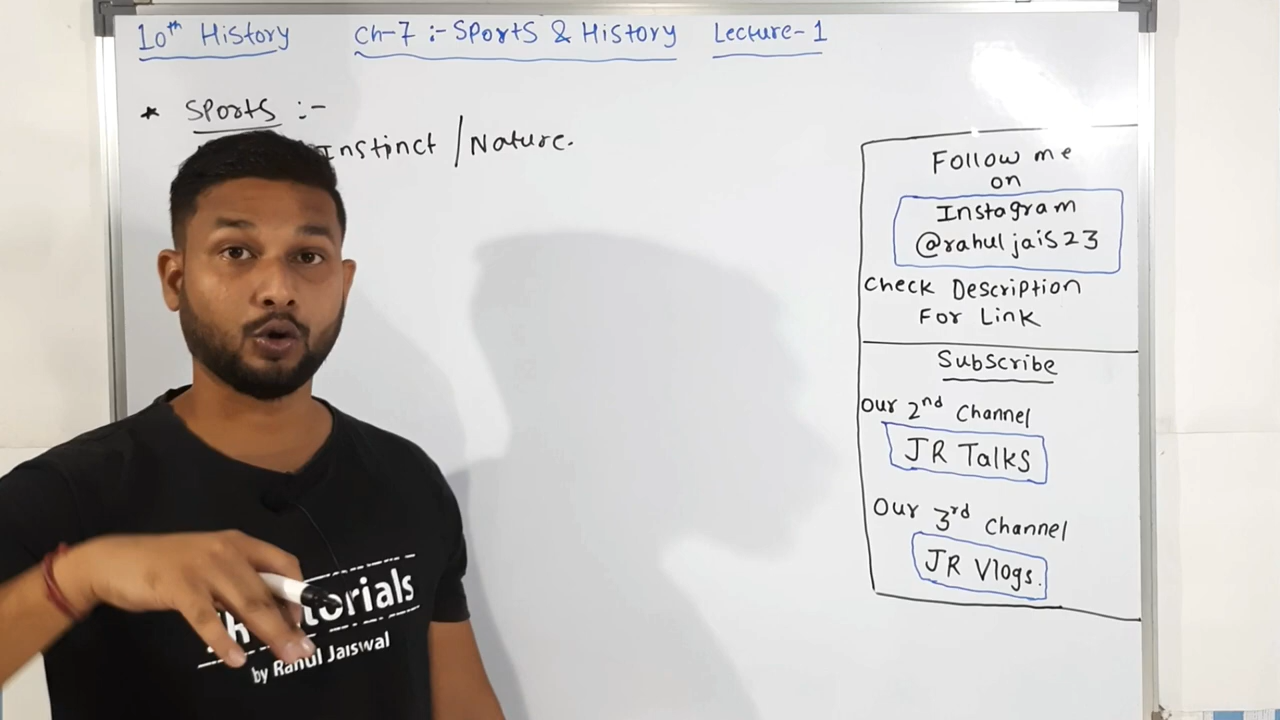 10th History Ch-7 :- Sports & History Lecture-1
* Sports :-
Instinct / Nature.
Follow me
on
Instagram
@rahuljais23
Check Description
For Link
Subscribe
Our 2nd Channel
JR Talks
Our 3rd Channel
JR Vlogs.
by Rahul Jaiswal